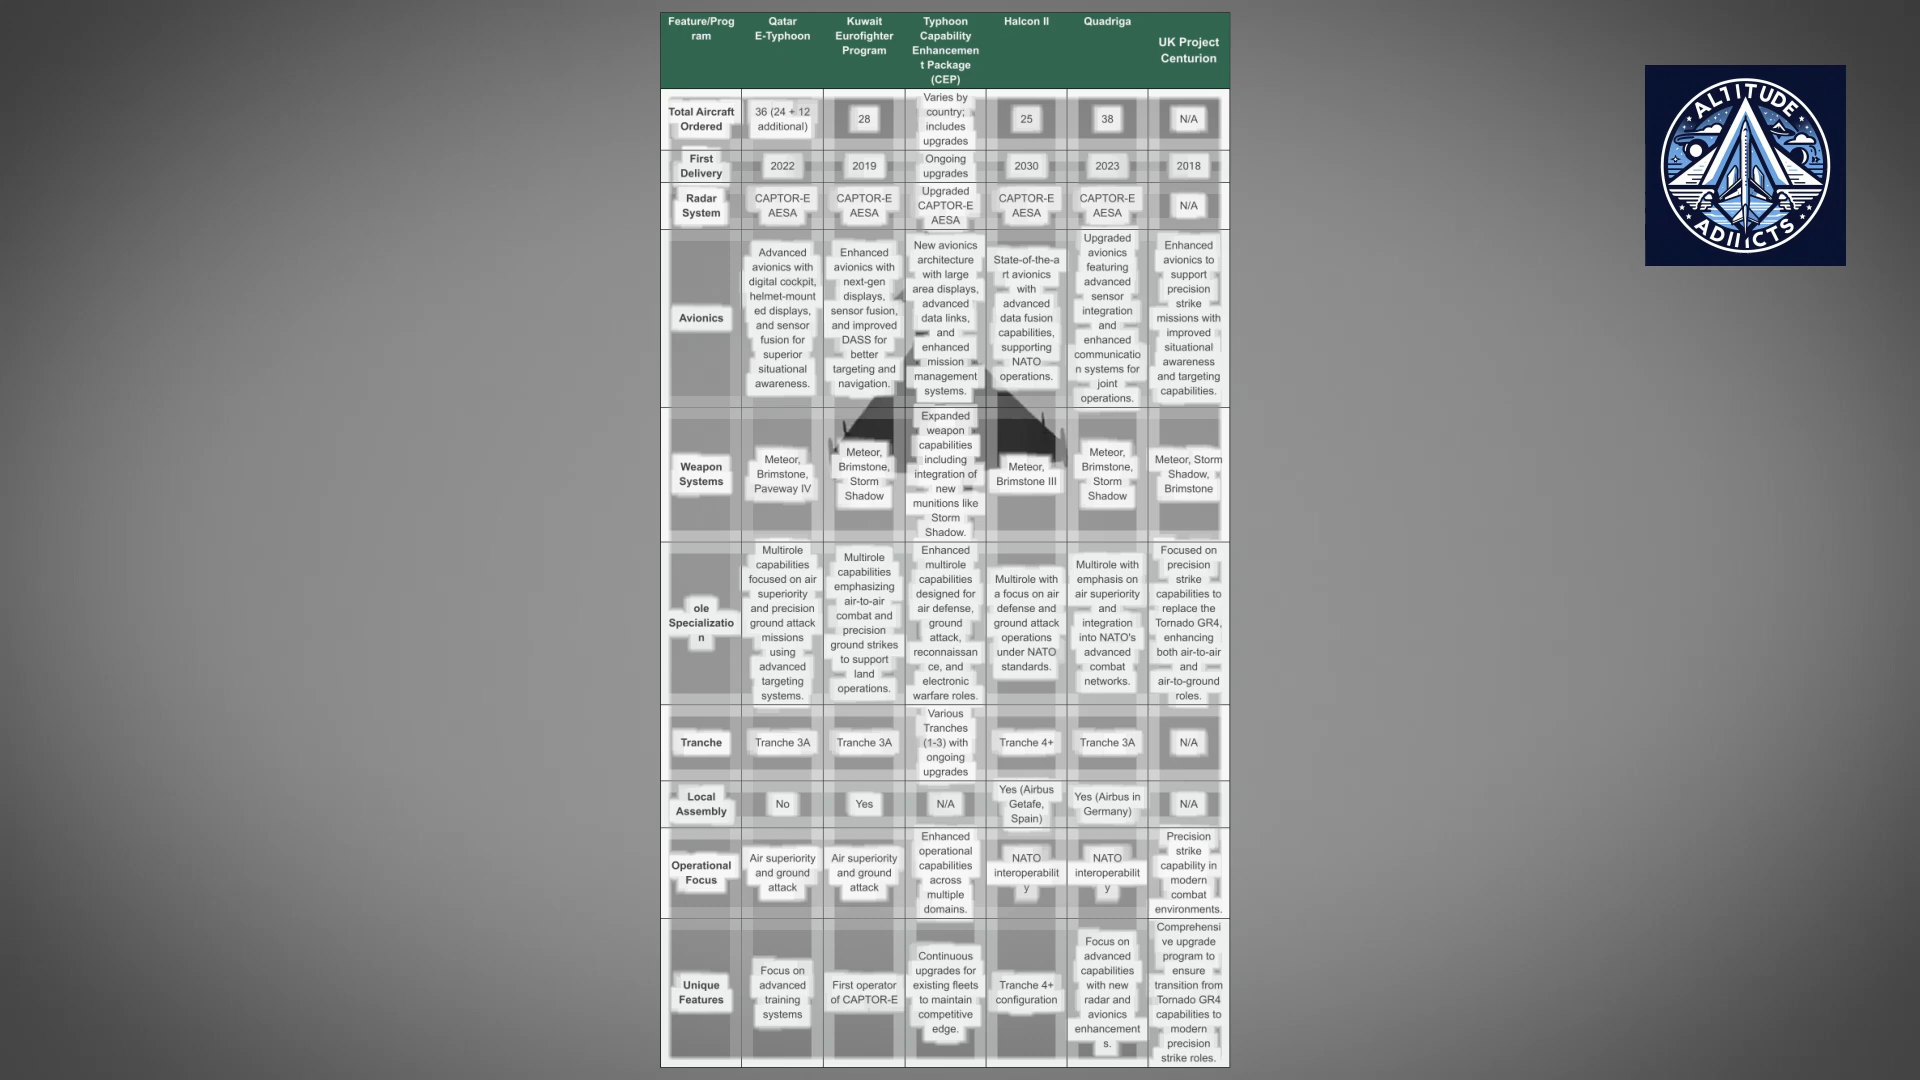 Feature/Prog
ram
Qatar
E-Typhoon
Kuwait
Eurofighter
Program
Typhoon
Capability
Enhancemen
t Package
(CEP)
Halcon II
Quadriga
UK Project
Centurion
Total Aircraft
Ordered
36 (24 + 12
additional)
28
Varies by
country;
includes
upgrades
25
38
N/A
First
Delivery
2022
2019
Ongoing
upgrades
2030
2023
2018
Radar
System
CAPTOR-E
AESA
CAPTOR-E
AESA
Upgraded
CAPTOR-E
AESA
CAPTOR-E
AESA
CAPTOR-E
AESA
N/A
Avionics
Advanced
avionics with
digital cockpit,
helmet-mount
ed displays,
and sensor
fusion for
superior
situational
awareness.
Enhanced
avionics with
next-gen
displays,
sensor fusion,
and improved
DASS for
better
targeting and
navigation.
New avionics
architecture
with large
area displays,
advanced
data links,
and
enhanced
mission
management
systems.
State-of-the-a
rt avionics
with
advanced
data fusion
capabilities,
supporting
NATO
operations.
Upgraded
avionics
featuring
advanced
sensor
integration
and
enhanced
communicatio
n systems for
joint
operations.
Enhanced
avionics to
support
precision
strike
missions with
improved
situational
awareness
and targeting
capabilities.
Weapon
Systems
Meteor,
Brimstone,
Paveway IV
Meteor,
Brimstone,
Storm
Shadow
Expanded
weapon
capabilities
including
integration of
new
munitions like
Storm
Shadow.
Meteor,
Brimstone III
Meteor,
Brimstone,
Storm
Shadow
Meteor, Storm
Shadow,
Brimstone
ole
Specializatio
n
Multirole
capabilities
focused on air
superiority
and precision
ground attack
missions
using
advanced
targeting
systems.
Multirole
capabilities
emphasizing
air-to-air
combat and
precision
ground strikes
to support
land
operations.
Enhanced
multirole
capabilities
designed for
air defense,
ground
attack,
reconnaissan
ce, and
electronic
warfare roles.
Multirole with
a focus on air
defense and
ground attack
operations
under NATO
standards.
Multirole with
emphasis on
air superiority
and
integration
into NATO's
advanced
combat
networks.
Focused on
precision
strike
capabilities to
replace the
Tornado GR4,
enhancing
both air-to-air
and
air-to-ground
roles.
Tranche
Tranche 3A
Tranche 3A
Various
Tranches
(1-3) with
ongoing
upgrades
Tranche 4+
Tranche 3A
N/A
Local
Assembly
No
Yes
N/A
Yes (Airbus
Getafe,
Spain)
Yes (Airbus in
Germany)
N/A
Operational
Focus
Air superiority
and ground
attack
Air superiority
and ground
attack
Enhanced
operational
capabilities
across
multiple
domains.
NATO
interoperabilit
y
NATO
interoperabilit
y
Precision
strike
capability in
modern
combat
environments.
Unique
Features
Focus on
advanced
training
systems
First operator
of CAPTOR-E
Continuous
upgrades for
existing fleets
to maintain
competitive
edge.
Tranche 4+
configuration
Focus on
advanced
capabilities
with new
radar and
avionics
enhancement
s.
Comprehensi
ve upgrade
program to
ensure
transition from
Tornado GR4
capabilities to
modern
precision
strike roles.
ALTITUDE